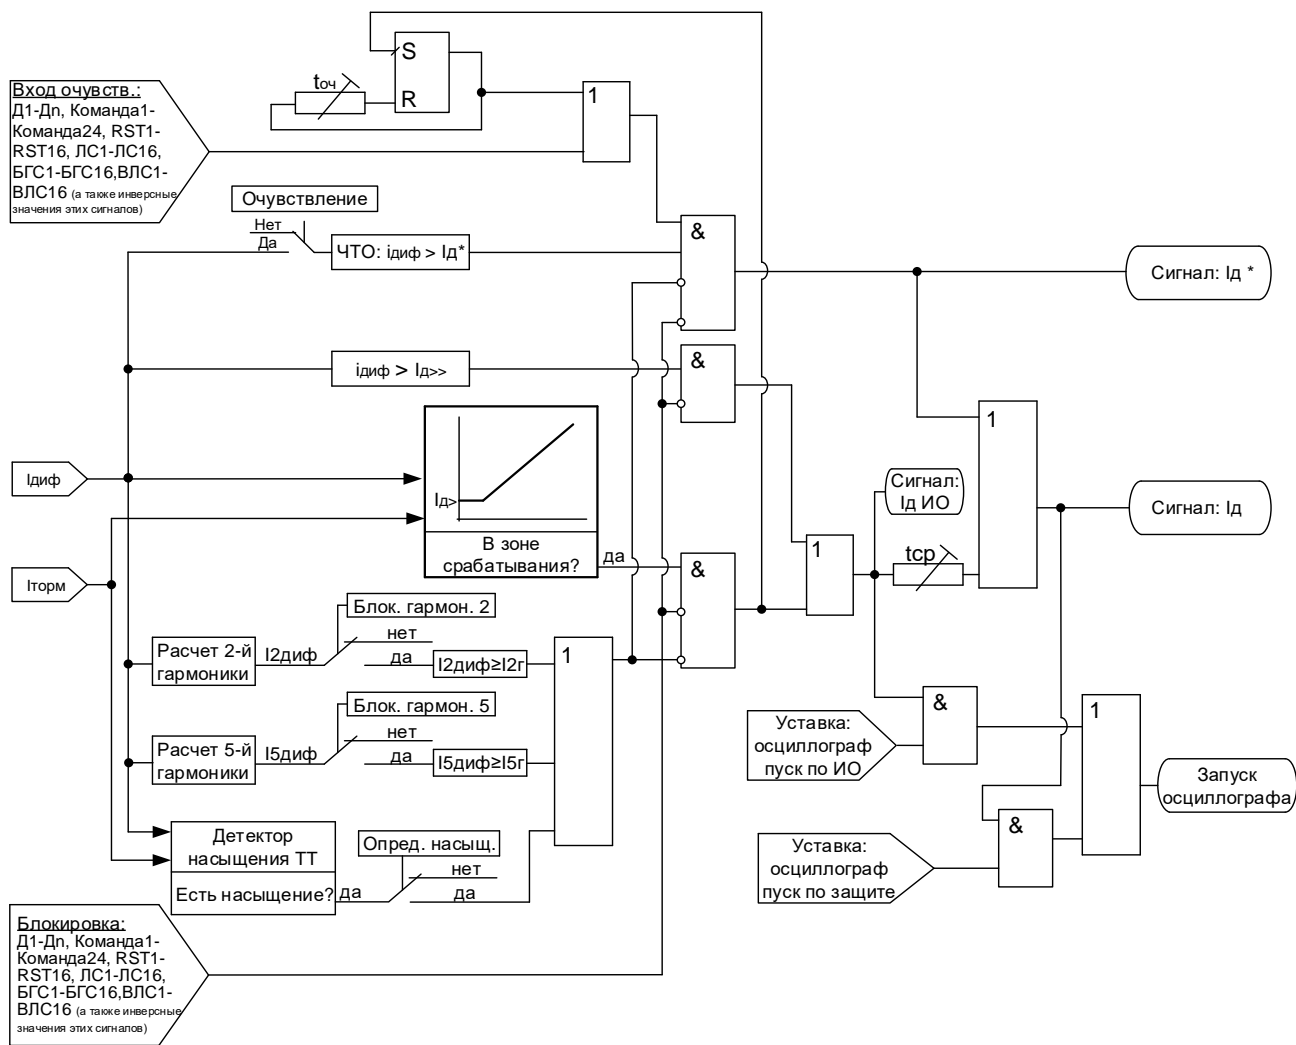 S
tоч
R
1
Вход очувств.:
Д1-Дn, Команда1-
Команда24, RST1-
RST16, ЛС1-ЛС16,
БГС1-БГС16,ВЛС1-
ВЛС16 (а также инверсные
значения этих сигналов)
Очувствление
Нет
Да
ЧТО: iдиф > Iд*
&
Сигнал: Iд *
iдиф > Iд>>
&
Iд>
В зоне
срабатывания?
да
Iдиф
Iторм
1
Сигнал:
Iд ИО
tср
Сигнал: Iд
&
1
Блок. гармон. 2
Расчет 2-й
гармоники
I2диф
нет
да
I2диф≥I2г
1
Блок. гармон. 5
Расчет 5-й
гармоники
I5диф
нет
да
I5диф≥I5г
Уставка:
осциллограф
пуск по ИО
&
1
Запуск
осциллографа
Уставка:
осциллограф
пуск по защите
&
Детектор
насыщения ТТ
Есть насыщение?
да
Опред. насыщ.
нет
да
Блокировка:
Д1-Дn, Команда1-
Команда24, RST1-
RST16, ЛС1-ЛС16,
БГС1-БГС16,ВЛС1-
ВЛС16 (а также инверсные
значения этих сигналов)